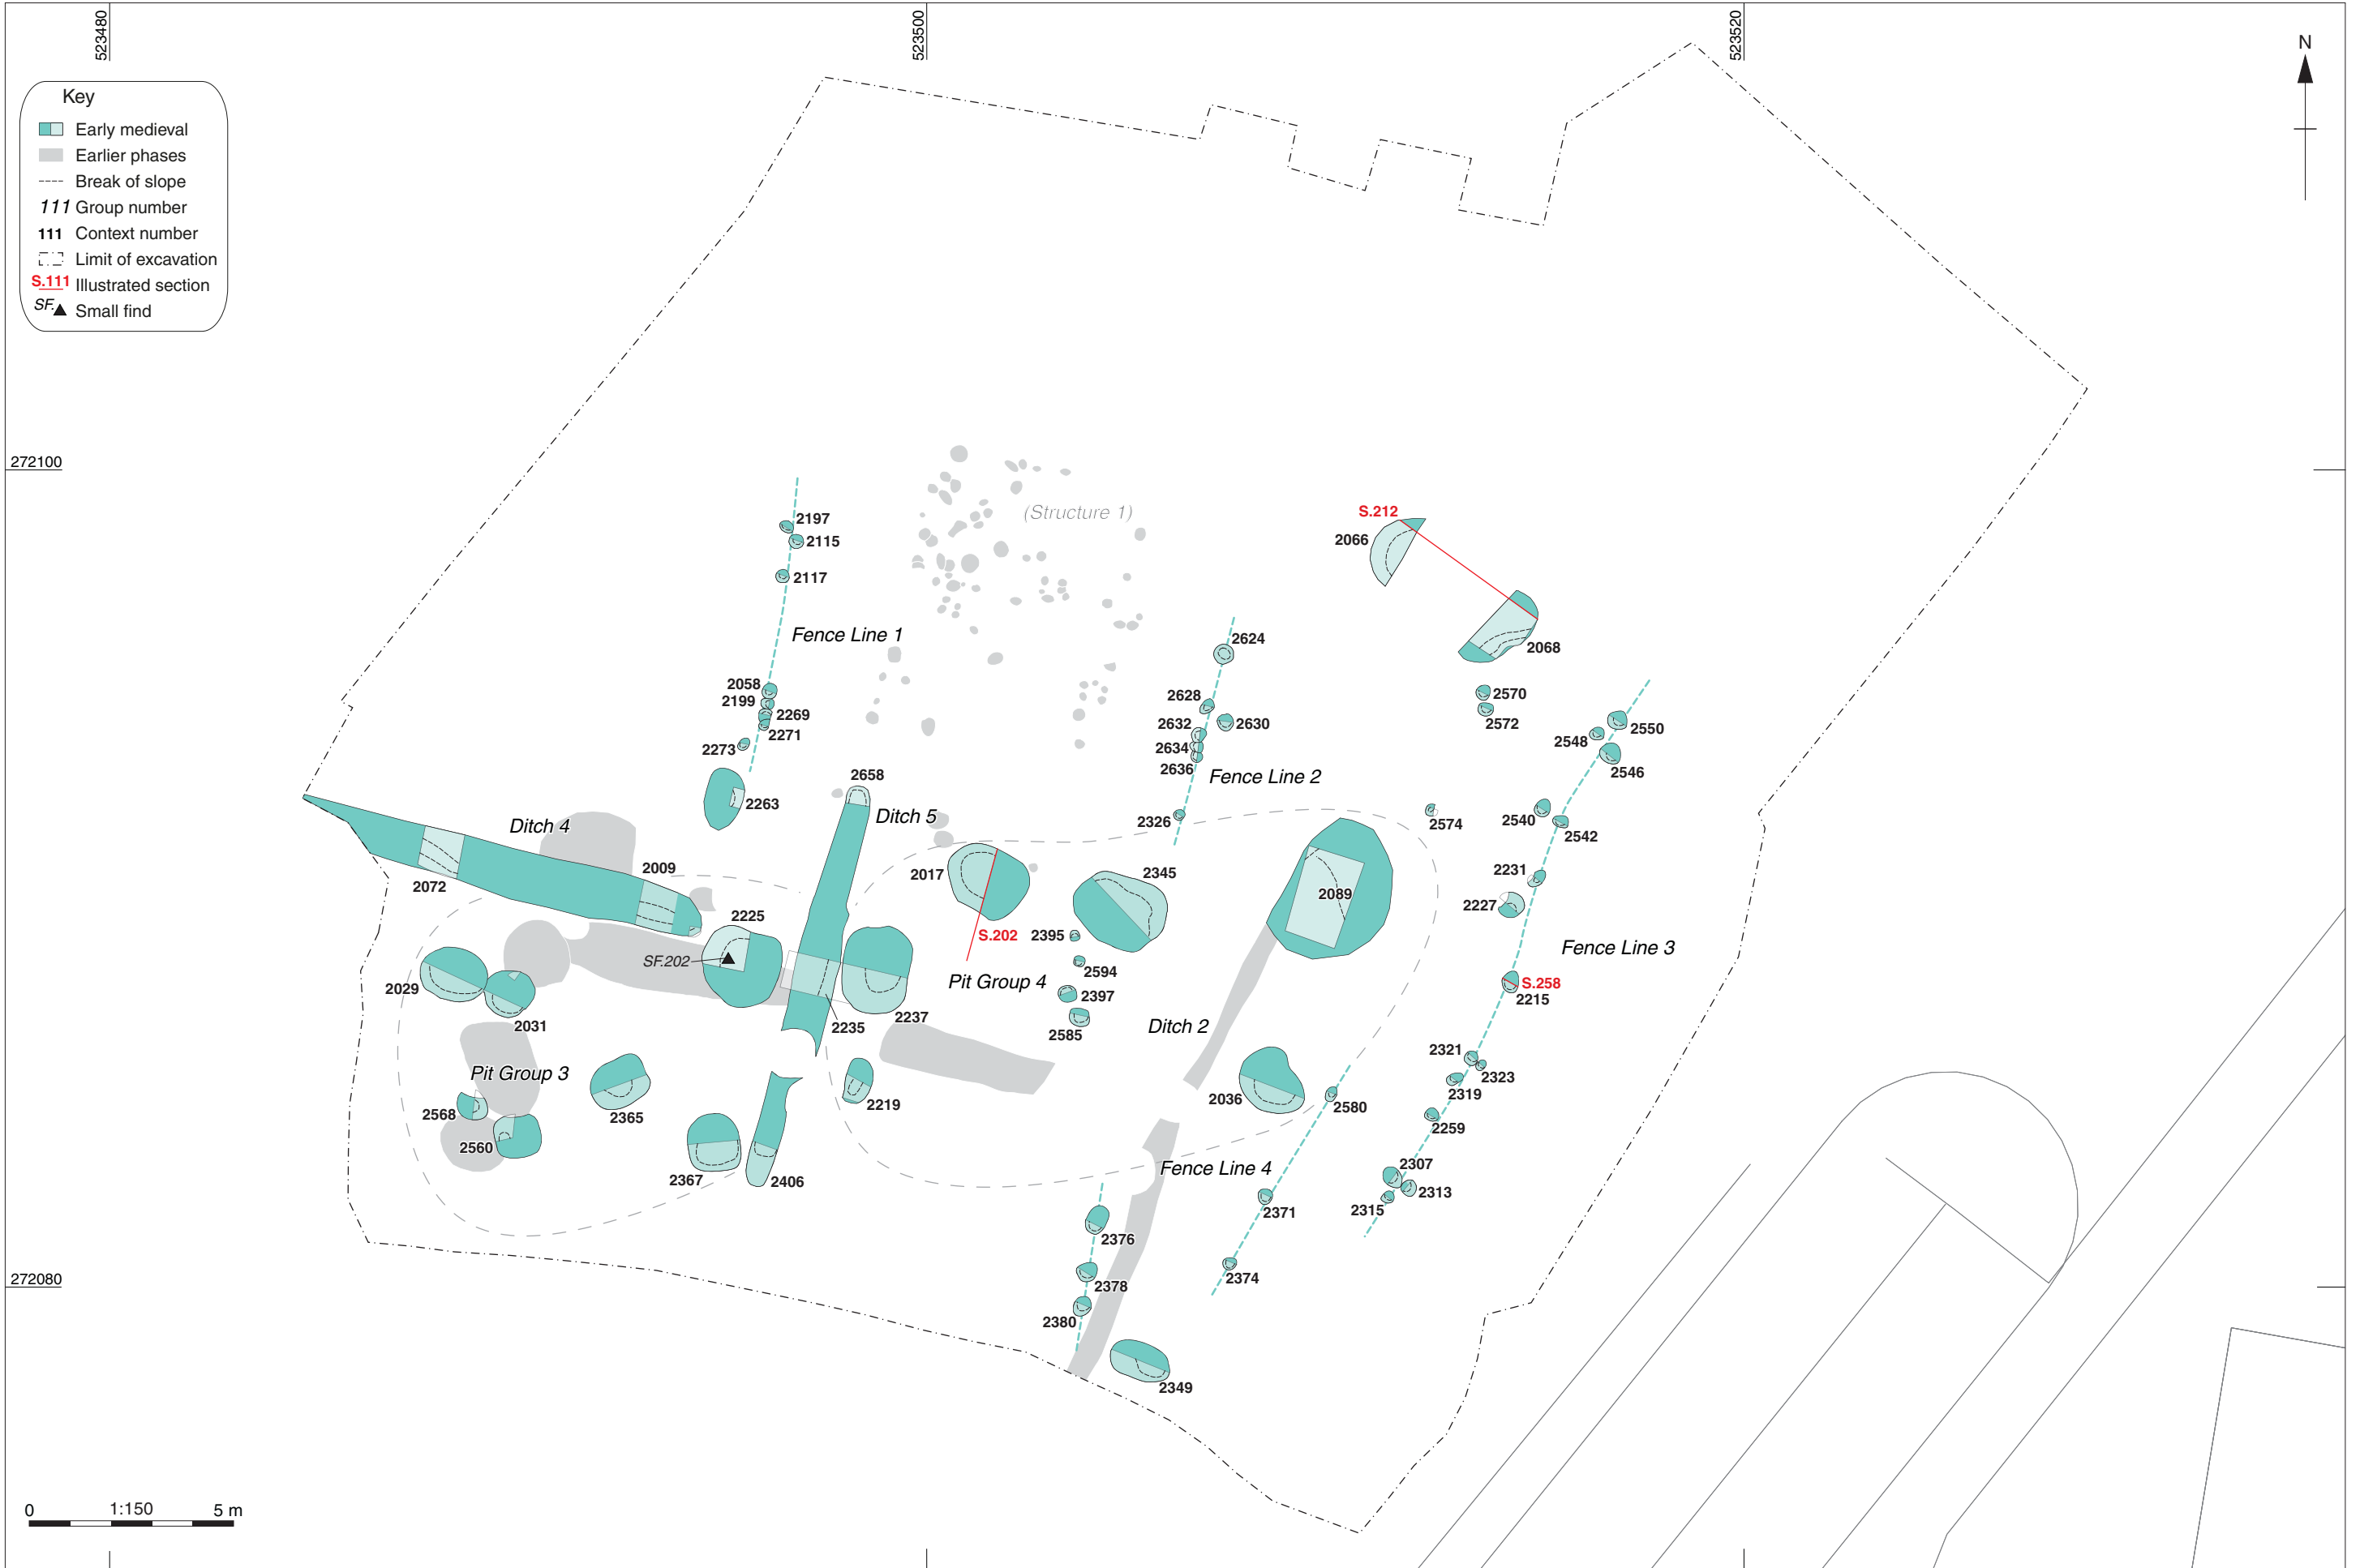 523480
523500
523520
N
Key
Early medieval
Earlier phases
Break of slope
111 Group number
111 Context number
Limit of excavation
S.111 Illustrated section
SF. Small find
272100
(Structure 1)
S.212
2066
2197
2115
2117
Fence Line 1
2624
2068
2058
2199
2269
2271
2273
2628
2630
2632
2634
2636
2570
2572
2550
2548
2546
Fence Line 2
2658
2263
Ditch 5
Ditch 4
2326
2574
2540
2542
2009
2072
2017
2345
2089
2231
2227
2225
S.202
2395
Fence Line 3
SF.202
2594
Pit Group 4
2397
S.258
2215
2029
2031
2235
2237
2585
Ditch 2
2321
2323
2319
Pit Group 3
2568
2365
2219
2036
2580
2259
2560
2367
2406
Fence Line 4
2307
2313
2315
2371
2376
2378
2374
272080
2380
2349
0 1:150 5 m